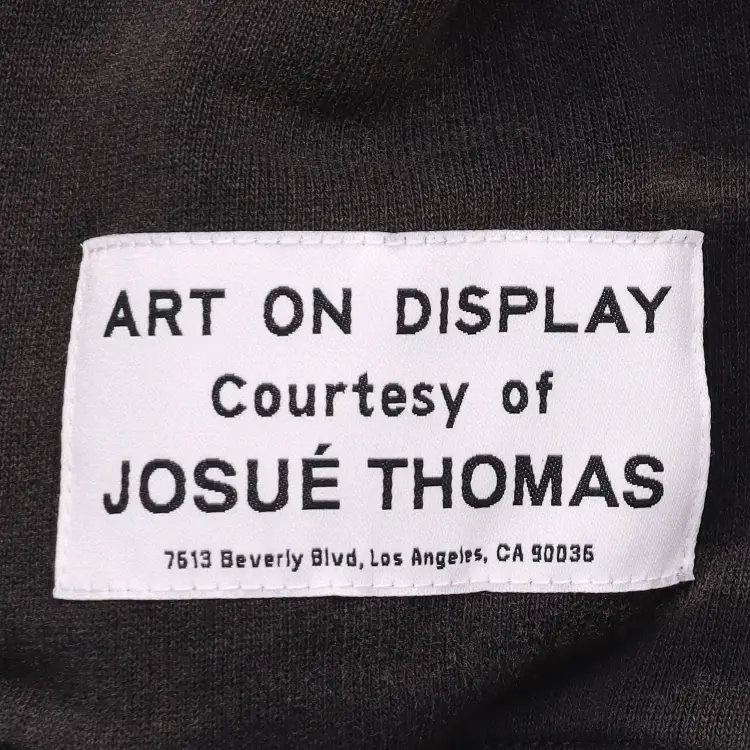 ART ON DISPLAY
Courtesy of
JOSUÉ THOMAS
7613 Beverly Blvd, Los Angeles, CA 90036